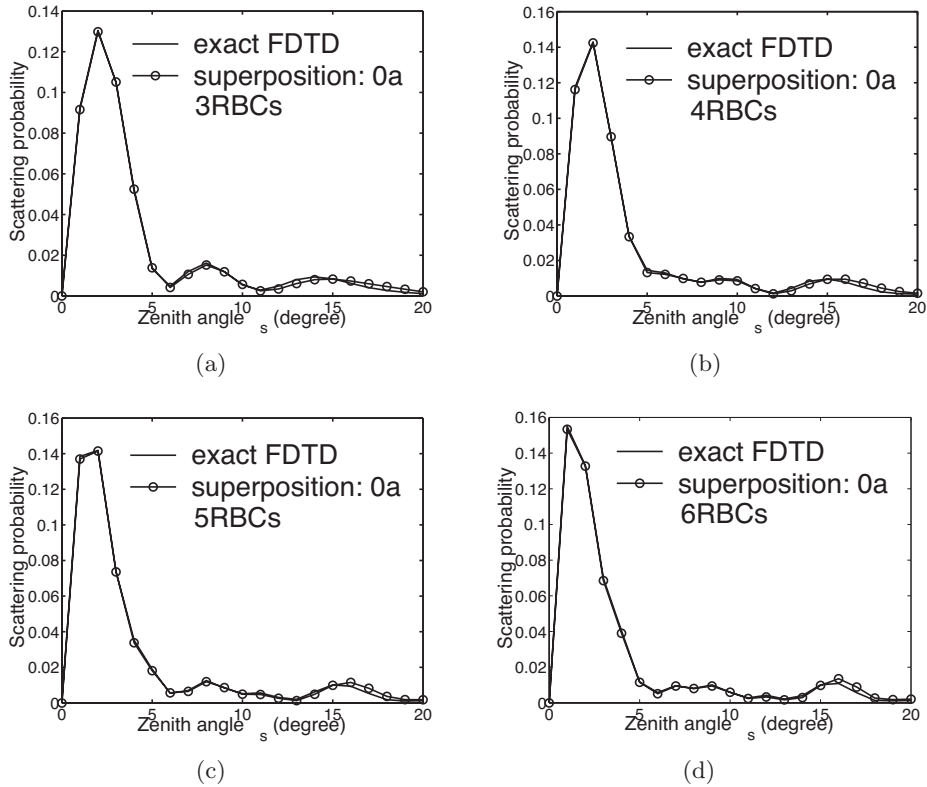 0.14
0.12
0.1
0.08
0.06
0.04
0.02
0
Scattering probability
exact FDTD
superposition: 0a
3RBCs
0 5 10 15 20
Zenith angle s (degree)
(a)
0.16
0.14
0.12
0.1
0.08
0.06
0.04
0.02
0
Scattering probability
exact FDTD
superposition: 0a
4RBCs
0 5 10 15 20
Zenith angle s (degree)
(b)
0.16
0.14
0.12
0.1
0.08
0.06
0.04
0.02
0
Scattering probability
exact FDTD
superposition: 0a
5RBCs
0 5 10 15 20
Zenith angle s (degree)
(c)
0.16
0.14
0.12
0.1
0.08
0.06
0.04
0.02
0
Scattering probability
exact FDTD
superposition: 0a
6RBCs
0 5 10 15 20
Zenith angle s (degree)
(d)